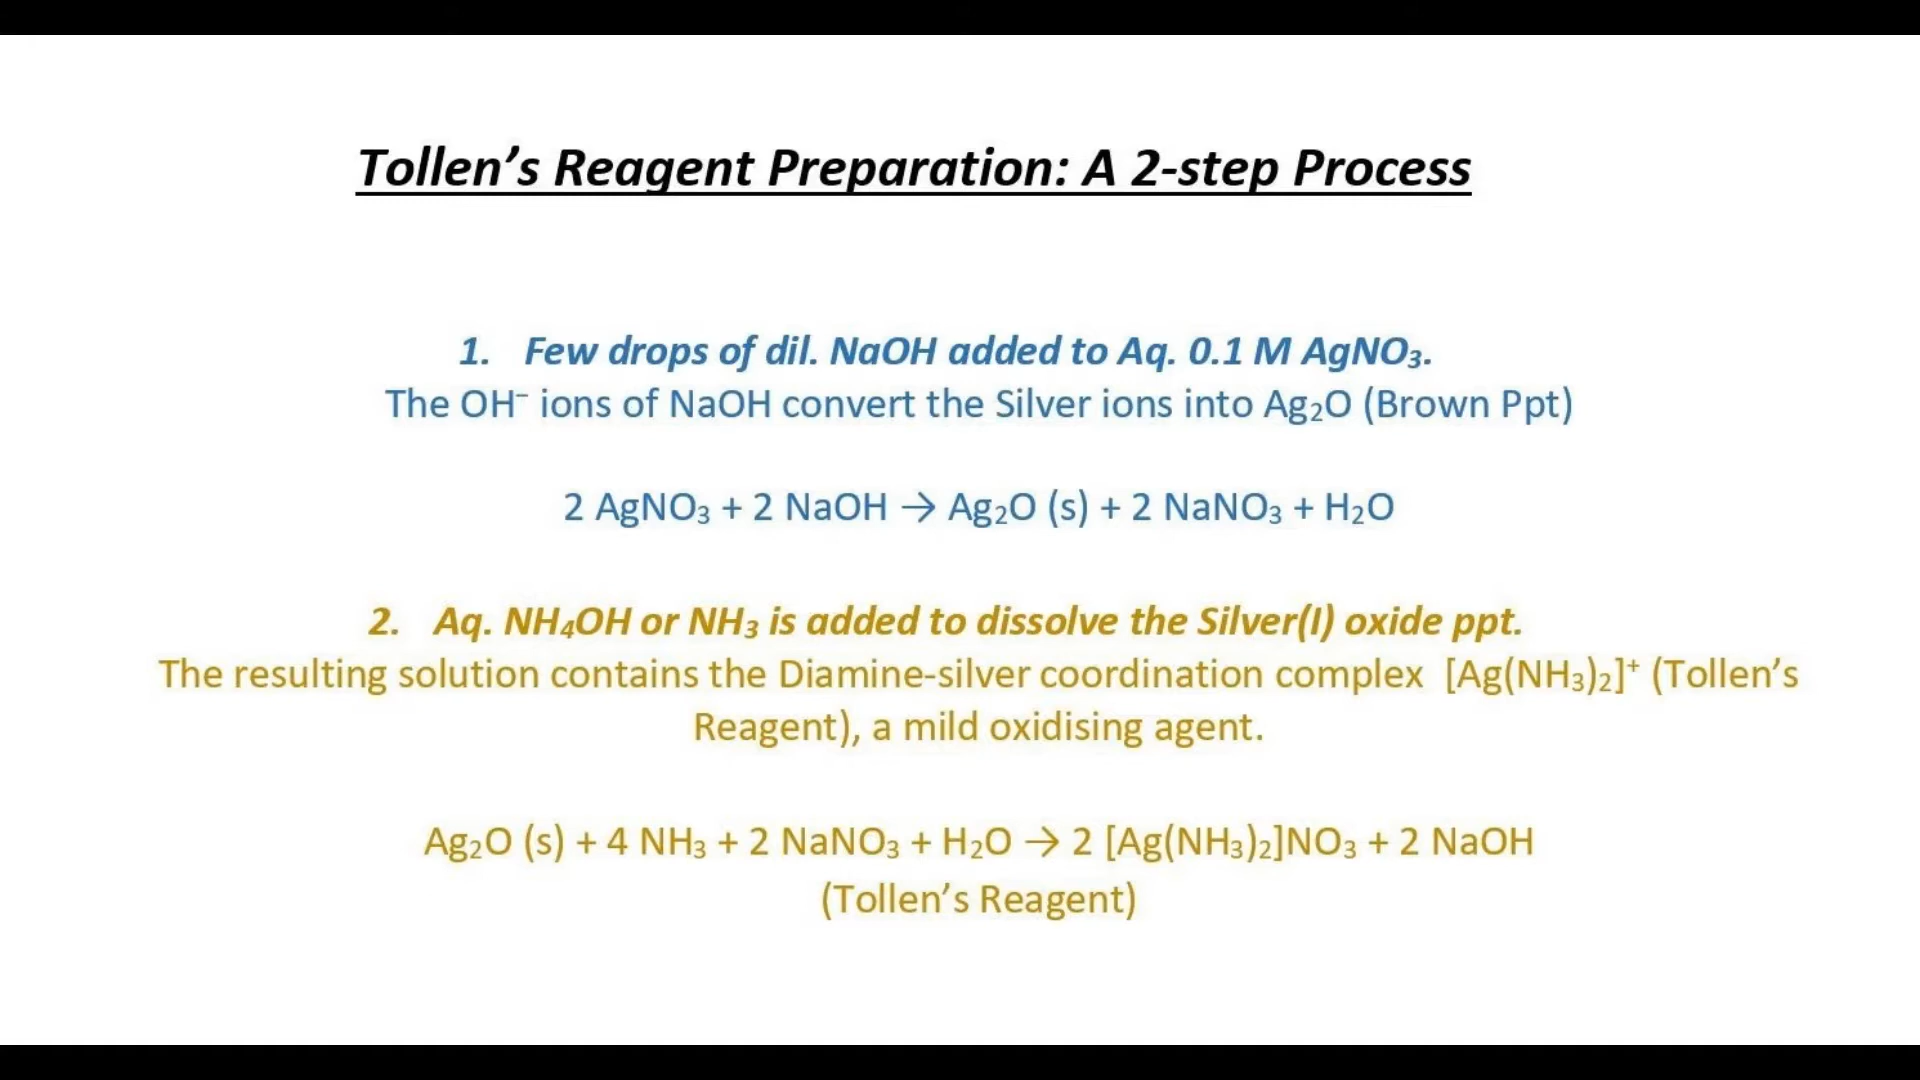 Tollen’s Reagent Preparation: A 2-step Process
1. Few drops of dil. NaOH added to Aq. 0.1 M AgNO₃.
The OH⁻ ions of NaOH convert the Silver ions into Ag₂O (Brown Ppt)
2 AgNO₃ + 2 NaOH → Ag₂O (s) + 2 NaNO₃ + H₂O
2. Aq. NH₄OH or NH₃ is added to dissolve the Silver(I) oxide ppt.
The resulting solution contains the Diamine-silver coordination complex [Ag(NH₃)₂]⁺ (Tollen’s
Reagent), a mild oxidising agent.
Ag₂O (s) + 4 NH₃ + 2 NaNO₃ + H₂O → 2 [Ag(NH₃)₂]NO₃ + 2 NaOH
(Tollen’s Reagent)